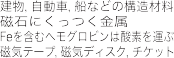 建物, 自動車, 船などの構造材料
磁石にくっつく金属
Feを含むヘモグロビンは酸素を運ぶ
磁気テープ, 磁気ディスク, チケット